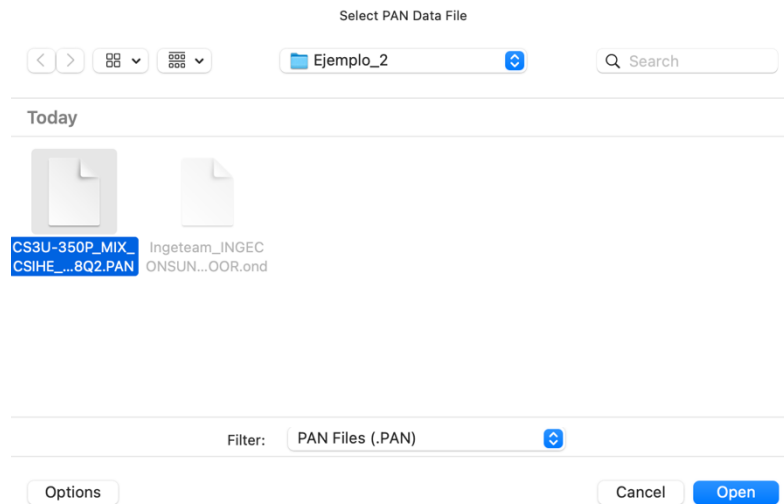 Select PAN Data File
Ejemplo_2
Search
Today
CS3U-350P_MIX_
CSIHE_...8Q2.PAN
Ingeteam_INGEC
ONSUN...OOR.ond
Filter:
PAN Files (.PAN)
Options
Cancel
Open